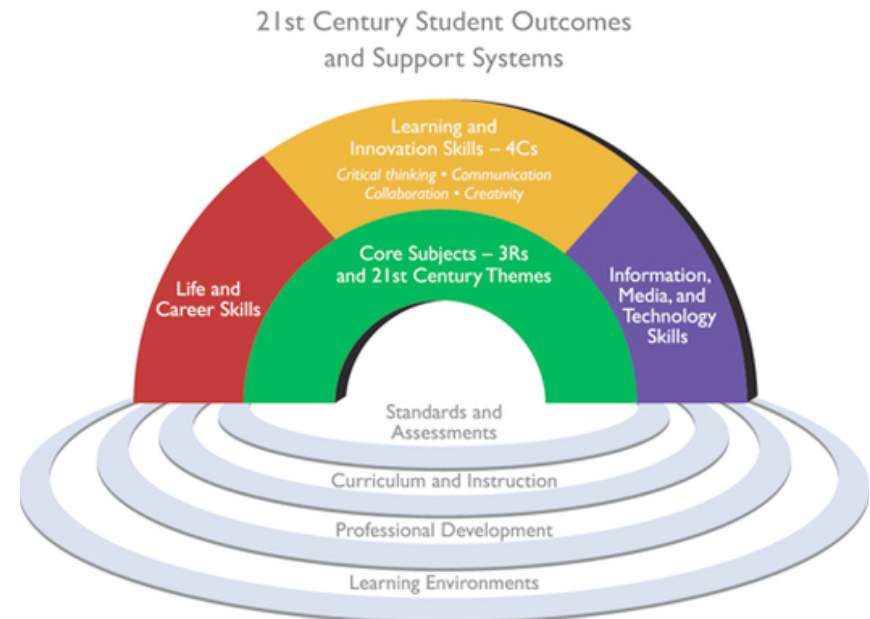 21st Century Student Outcomes
and Support Systems
Learning and
Innovation Skills – 4Cs
Critical thinking • Communication
Collaboration • Creativity
Core Subjects – 3Rs
and 21st Century Themes
Life and
Career Skills
Information,
Media, and
Technology
Skills
Standards and
Assessments
Curriculum and Instruction
Professional Development
Learning Environments